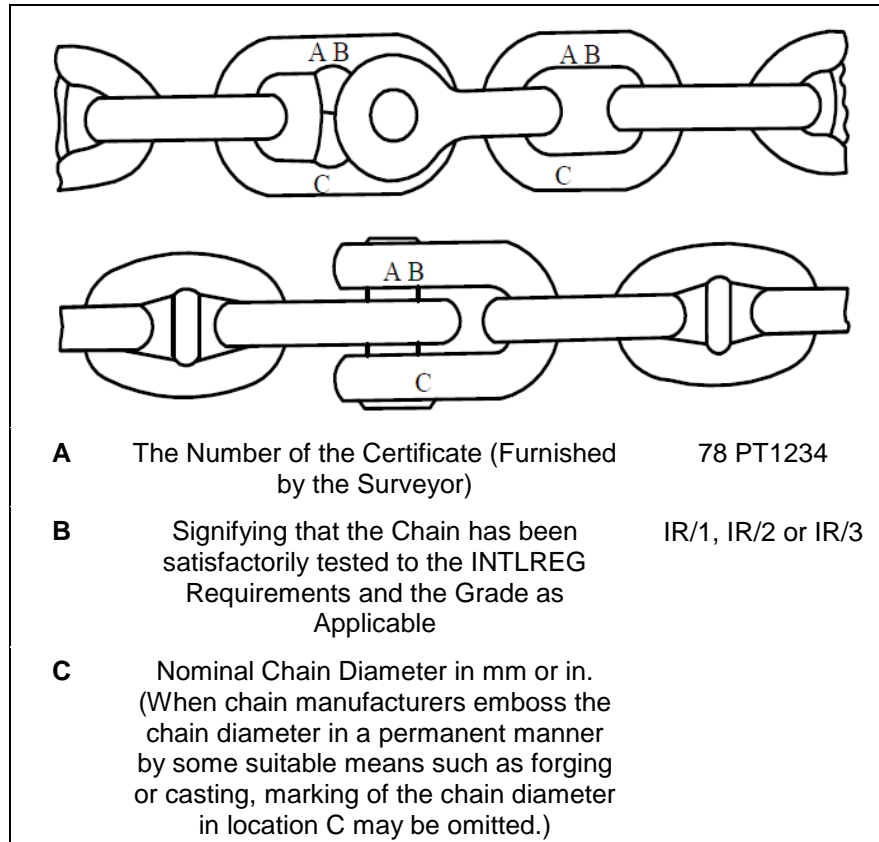 A B
A B
C
C
A B
C
A The Number of the Certificate (Furnished 78 PT1234
by the Surveyor)
B Signifying that the Chain has been IR/1, IR/2 or IR/3
satisfactorily tested to the INTLREG
Requirements and the Grade as
Applicable
C Nominal Chain Diameter in mm or in.
(When chain manufacturers emboss the
chain diameter in a permanent manner
by some suitable means such as forging
or casting, marking of the chain diameter
in location C may be omitted.)